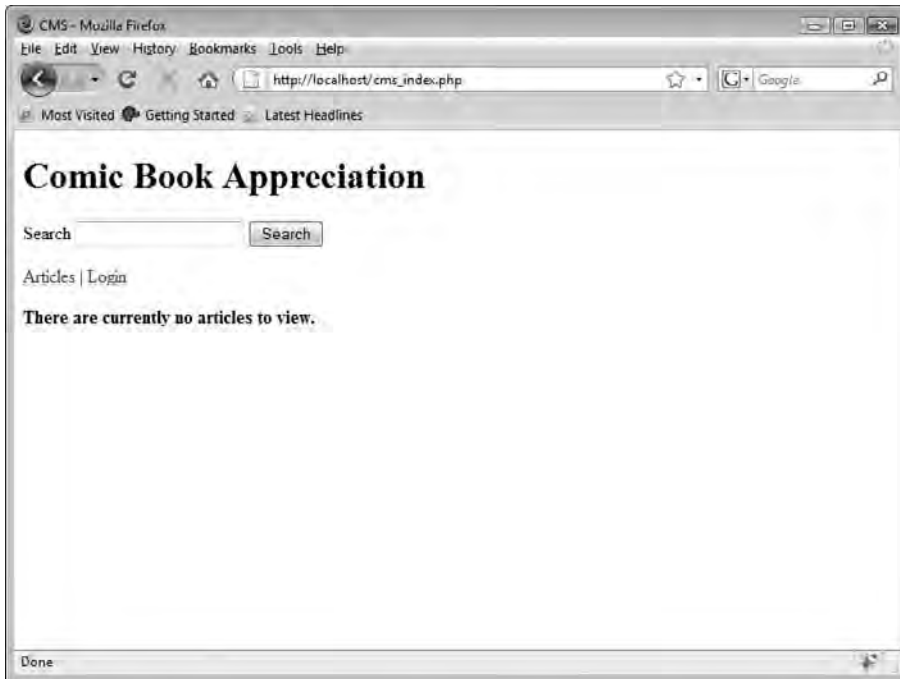 CMS - Mozilla Firefox
File Edit View History Bookmarks Tools Help
http://localhost/cms_index.php
G Google
Most Visited Getting Started Latest Headlines
Comic Book Appreciation
Search Search
Articles | Login
There are currently no articles to view.
Done